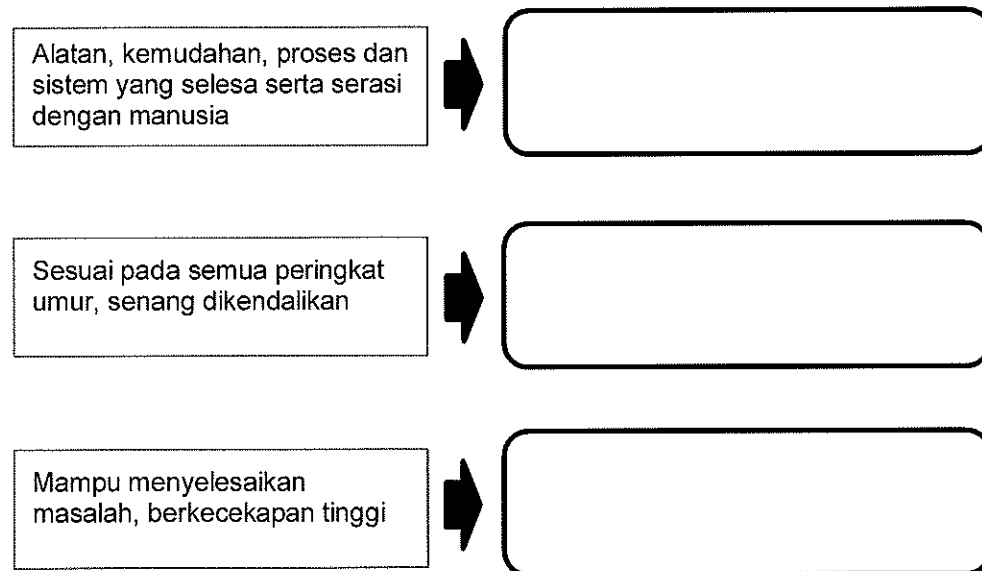 Alatan, kemudahan, proses dan
sistem yang selesa serta serasi
dengan manusia
Sesuai pada semua peringkat
umur, senang dikendalikan
Mampu menyelesaikan
masalah, berkecekapan tinggi